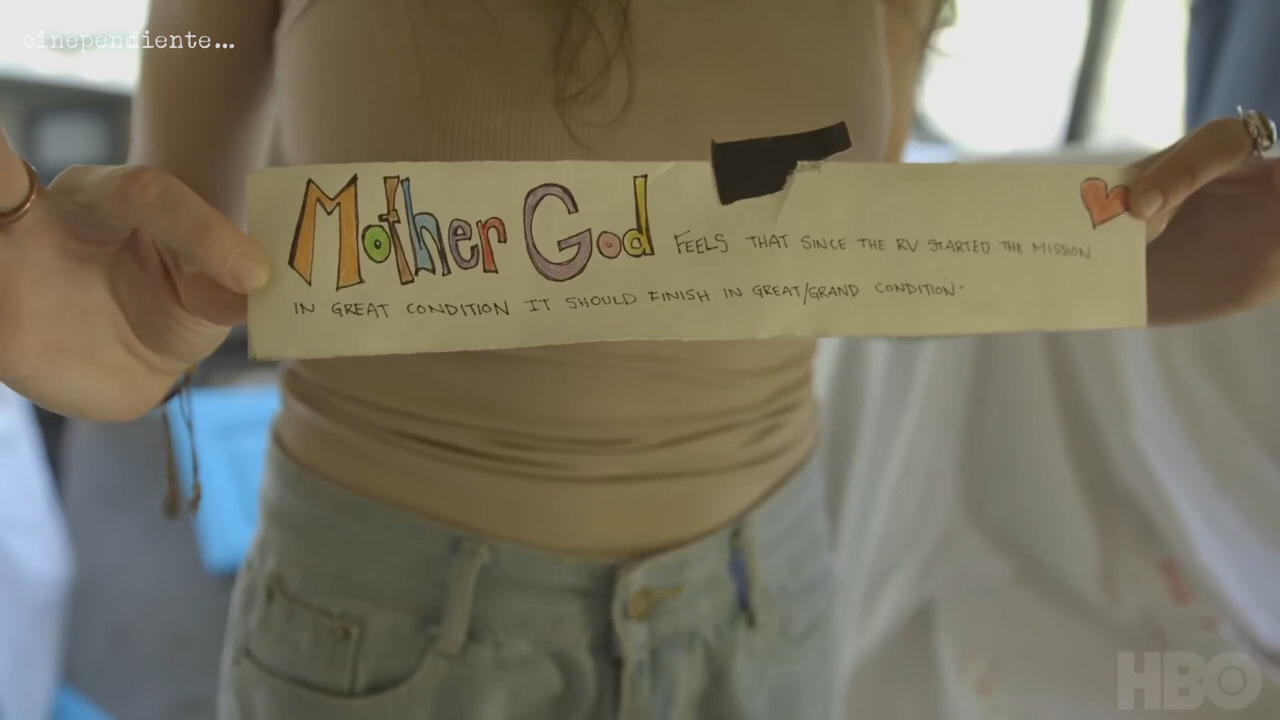 cinependiente...
Mother God FEELS THAT SINCE THE RV STARTED THE MISSION
IN GREAT CONDITION IT SHOULD FINISH IN GREAT/GRAND CONDITION.
HBO